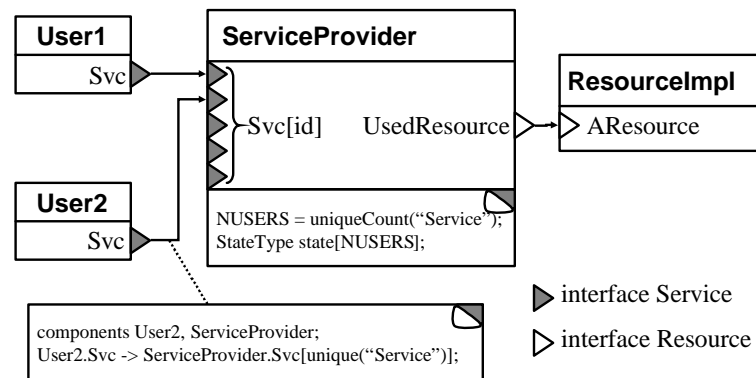 User1
Svc
ServiceProvider
Svc[id]
UsedResource
ResourceImpl
AResource
User2
Svc
NUSERS = uniqueCount(“Service”);
StateType state[NUSERS];
components User2, ServiceProvider;
User2.Svc -> ServiceProvider.Svc[unique(“Service”)];
interface Service
interface Resource